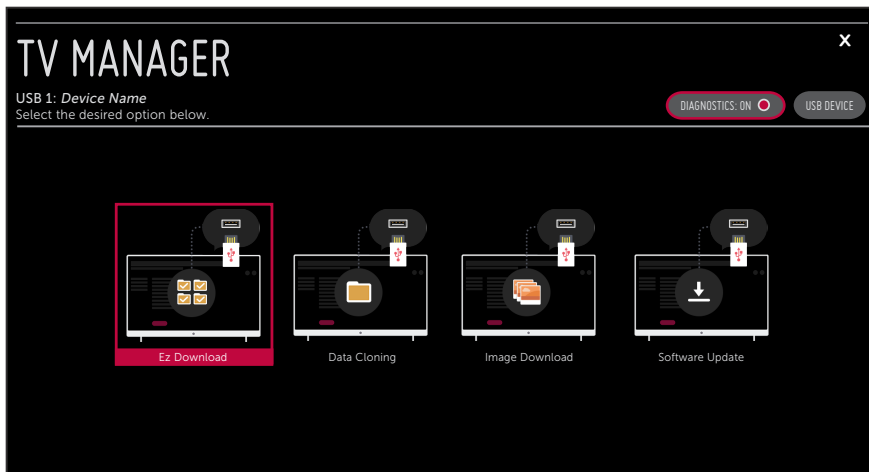 X
TV MANAGER
USB 1: Device Name
Select the desired option below.
DIAGNOSTICS: ON
USB DEVICE
Ez Download
Data Cloning
Image Download
Software Update